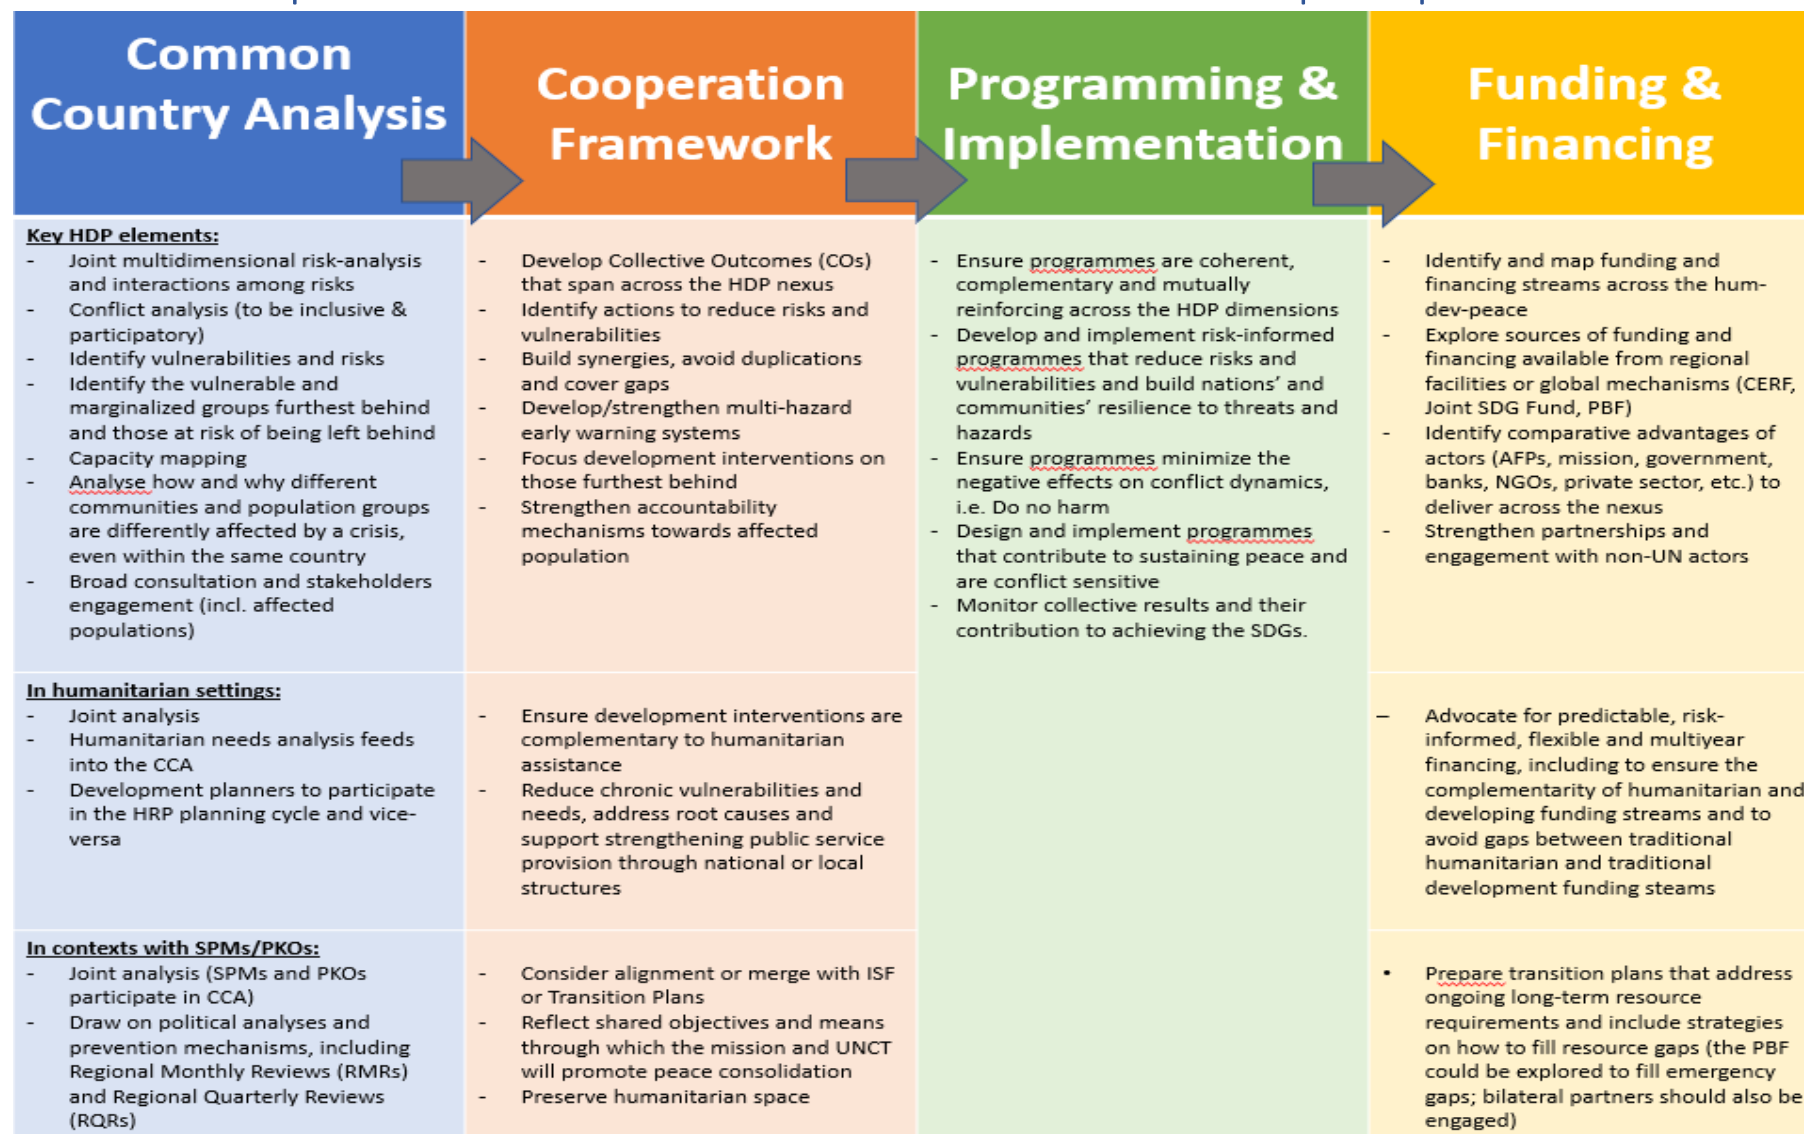 Common
Country Analysis
Cooperation
Framework
Programming &
Implementation
Funding &
Financing
Key HDP elements:
- Joint multidimensional risk-analysis
and interactions among risks
- Conflict analysis (to be inclusive &
participatory)
- Identify vulnerabilities and risks
- Identify the vulnerable and
marginalized groups furthest behind
and those at risk of being left behind
- Capacity mapping
- Analyse how and why different
communities and population groups
are differently affected by a crisis,
even within the same country
- Broad consultation and stakeholders
engagement (incl. affected
populations)
- Develop Collective Outcomes (COs)
that span across the HDP nexus
- Identify actions to reduce risks and
vulnerabilities
- Build synergies, avoid duplications
and cover gaps
- Develop/strengthen multi-hazard
early warning systems
- Focus development interventions on
those furthest behind
- Strengthen accountability
mechanisms towards affected
population
- Ensure programmes are coherent,
complementary and mutually
reinforcing across the HDP dimensions
- Develop and implement risk-informed
programmes that reduce risks and
vulnerabilities and build nations’ and
communities’ resilience to threats and
hazards
- Ensure programmes minimize the
negative effects on conflict dynamics,
i.e. Do no harm
- Design and implement programmes
that contribute to sustaining peace and
are conflict sensitive
- Monitor collective results and their
contribution to achieving the SDGs.
- Identify and map funding and
financing streams across the hum-
dev-peace
- Explore sources of funding and
financing available from regional
facilities or global mechanisms (CERF,
Joint SDG Fund, PBF)
- Identify comparative advantages of
actors (AFPs, mission, government,
banks, NGOs, private sector, etc.) to
deliver across the nexus
- Strengthen partnerships and
engagement with non-UN actors
In humanitarian settings:
- Joint analysis
- Humanitarian needs analysis feeds
into the CCA
- Development planners to participate
in the HRP planning cycle and vice-
versa
- Ensure development interventions are
complementary to humanitarian
assistance
- Reduce chronic vulnerabilities and
needs, address root causes and
support strengthening public service
provision through national or local
structures
– Advocate for predictable, risk-
informed, flexible and multiyear
financing, including to ensure the
complementarity of humanitarian and
developing funding streams and to
avoid gaps between traditional
humanitarian and traditional
development funding steams
In contexts with SPMs/PKOs:
- Joint analysis (SPMs and PKOs
participate in CCA)
- Draw on political analyses and
prevention mechanisms, including
Regional Monthly Reviews (RMRs)
and Regional Quarterly Reviews
(RQRs)
- Consider alignment or merge with ISF
or Transition Plans
- Reflect shared objectives and means
through which the mission and UNCT
will promote peace consolidation
- Preserve humanitarian space
• Prepare transition plans that address
ongoing long-term resource
requirements and include strategies
on how to fill resource gaps (the PBF
could be explored to fill emergency
gaps; bilateral partners should also be
engaged)